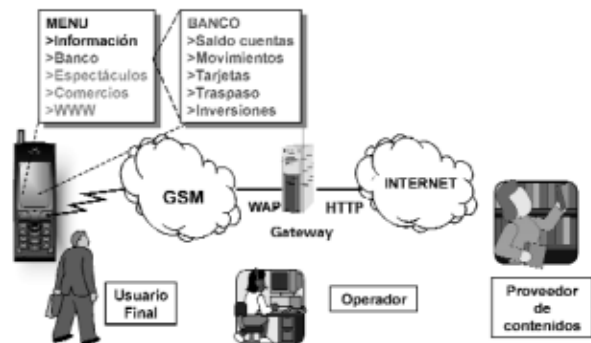 MENU
>Información
>Banco
>Espectáculos
>Comercios
>WWW
BANCO
>Saldo cuentas
>Movimientos
>Tarjetas
>Traspaso
>Inversiones
GSM
WAP
HTTP
INTERNET
Gateway
Usuario
Final
Operador
Proveedor
de
contenidos